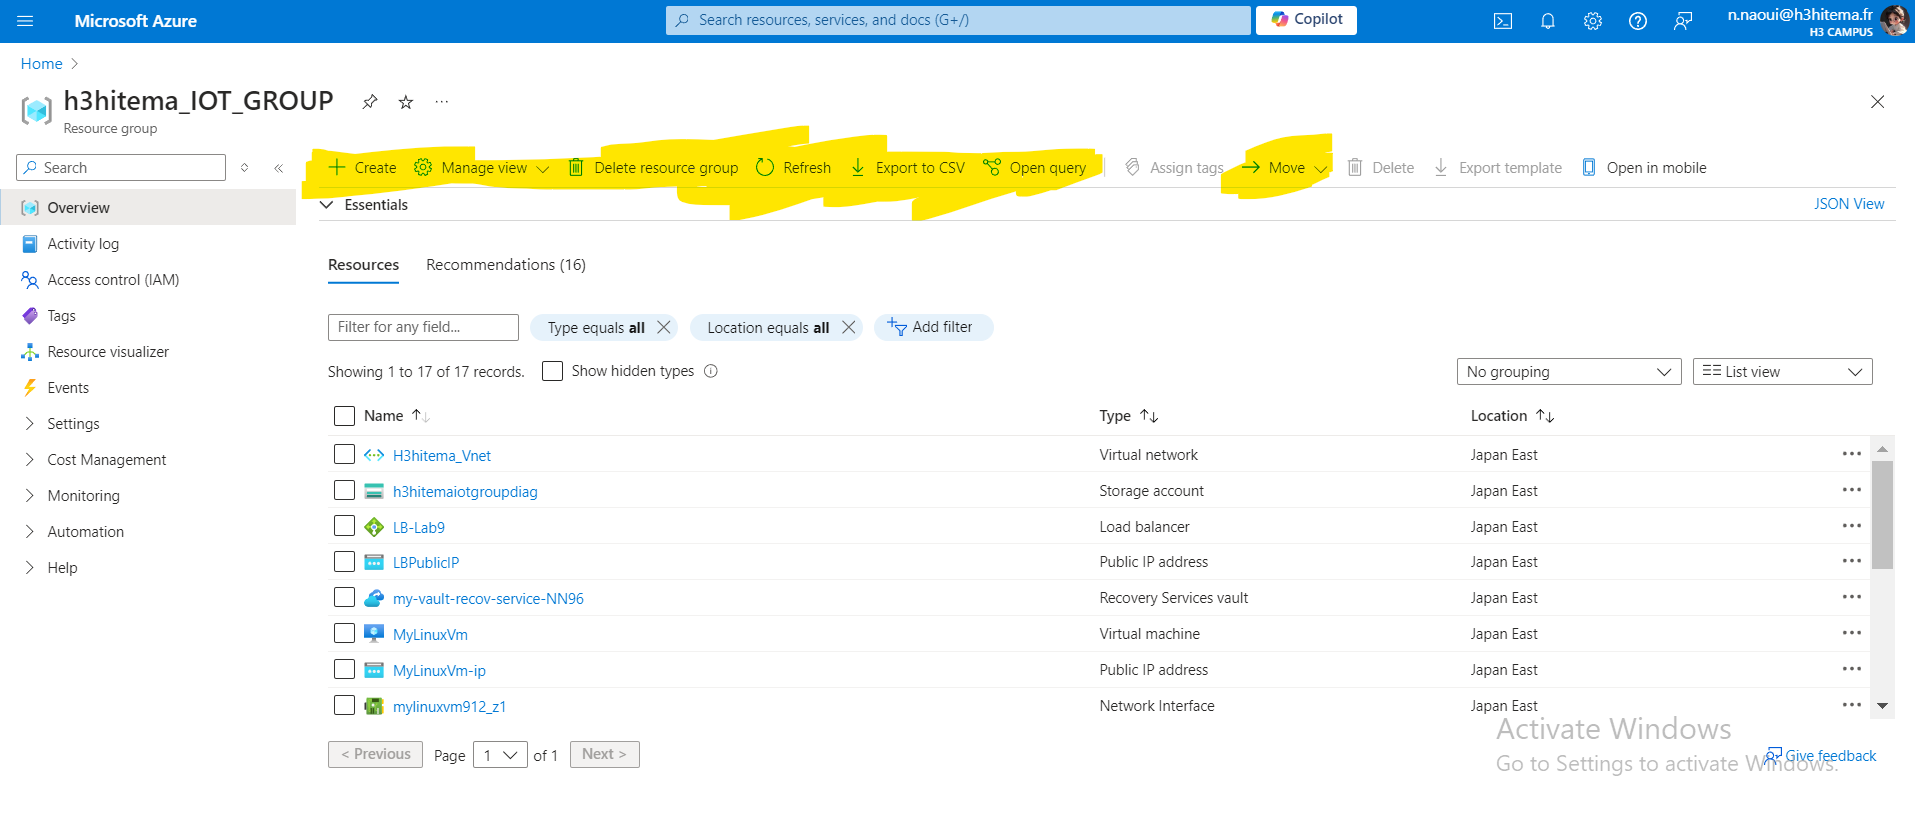 Microsoft Azure
Search resources, services, and docs (G+/)
Copilot
n.naoui@h3hitema.fr
H3 CAMPUS
Home >
h3hitema_IOT_GROUP
Resource group
Search
Create Manage view Delete resource group Refresh Export to CSV Open query Assign tags Move Delete Export template Open in mobile
Essentials
JSON View
Overview
Activity log
Access control (IAM)
Tags
Resource visualizer
Events
Settings
Cost Management
Monitoring
Automation
Help
Resources Recommendations (16)
Filter for any field...
Type equals all
Location equals all
Add filter
Showing 1 to 17 of 17 records.
Show hidden types
No grouping
List view
Name Type Location
H3hitema_Vnet Virtual network Japan East
h3hitemaiotgroupdiag Storage account Japan East
LB-Lab9 Load balancer Japan East
LBPublicIP Public IP address Japan East
my-vault-recov-service-NN96 Recovery Services vault Japan East
MyLinuxVm Virtual machine Japan East
MyLinuxVm-ip Public IP address Japan East
mylinuxvm912_z1 Network Interface Japan East
< Previous Page 1 of 1 Next >
Activate Windows
Go to Settings to activate Windows.
Give feedback